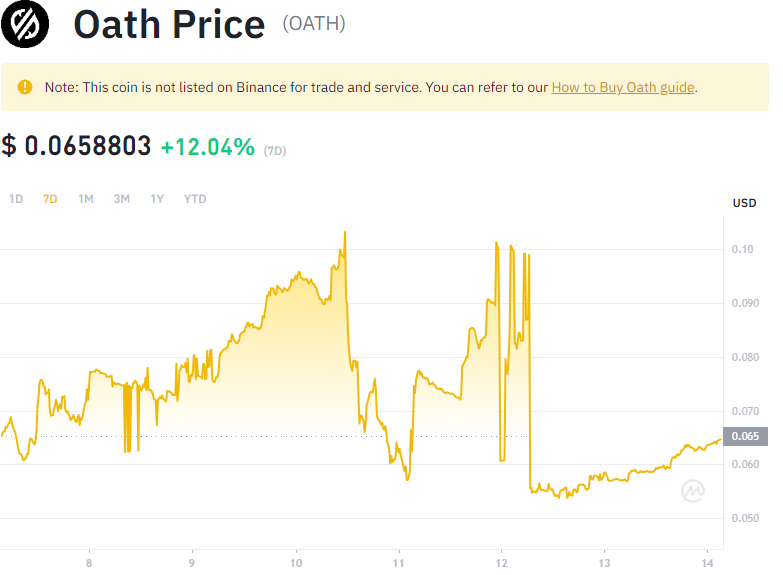 Oath Price (OATH)
Note: This coin is not listed on Binance for trade and service. You can refer to our How to Buy Oath guide.
$ 0.0658803 +12.04% (7D)
1D 7D 1M 3M 1Y YTD
USD
0.10
0.090
0.080
0.070
0.065
0.060
0.050
8 9 10 11 12 13 14